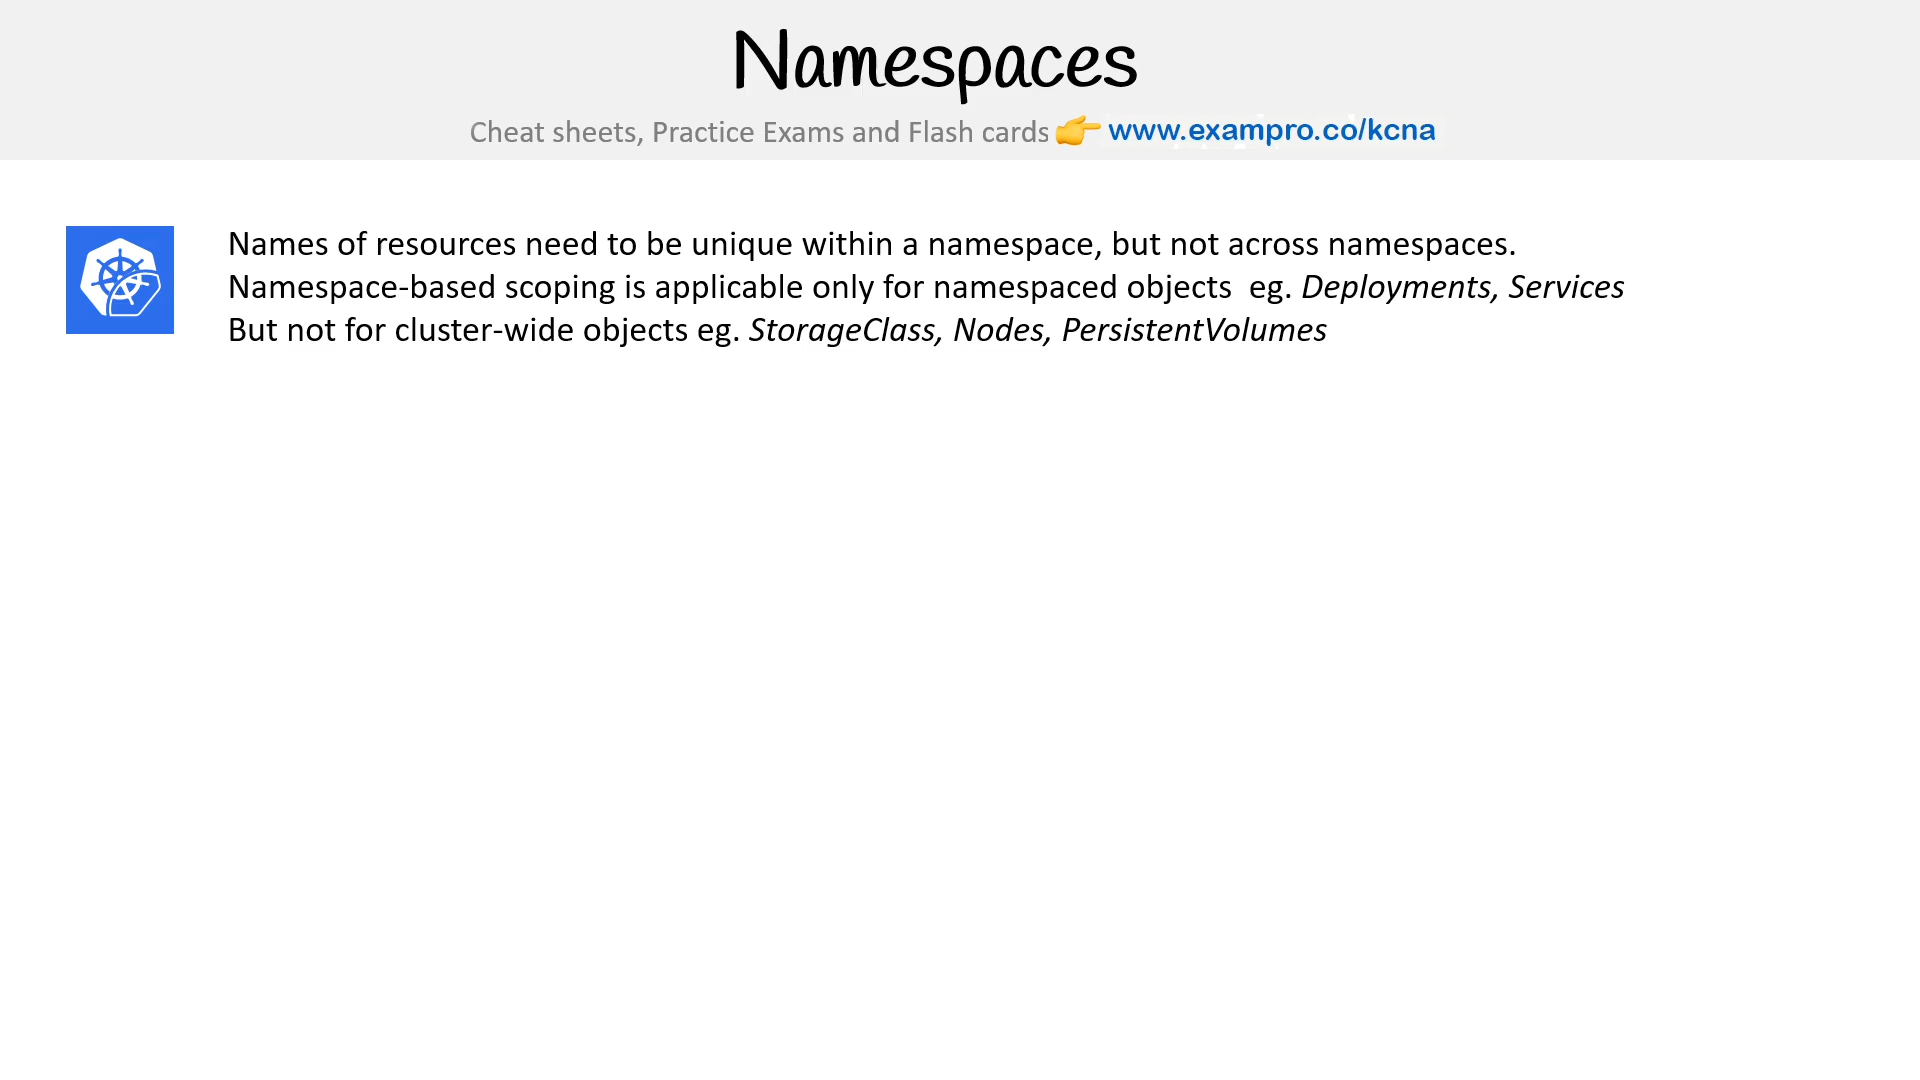 Namespaces
Cheat sheets, Practice Exams and Flash cards 👉 www.exampro.co/kcna
Names of resources need to be unique within a namespace, but not across namespaces.
Namespace-based scoping is applicable only for namespaced objects  eg. Deployments, Services
But not for cluster-wide objects eg. StorageClass, Nodes, PersistentVolumes